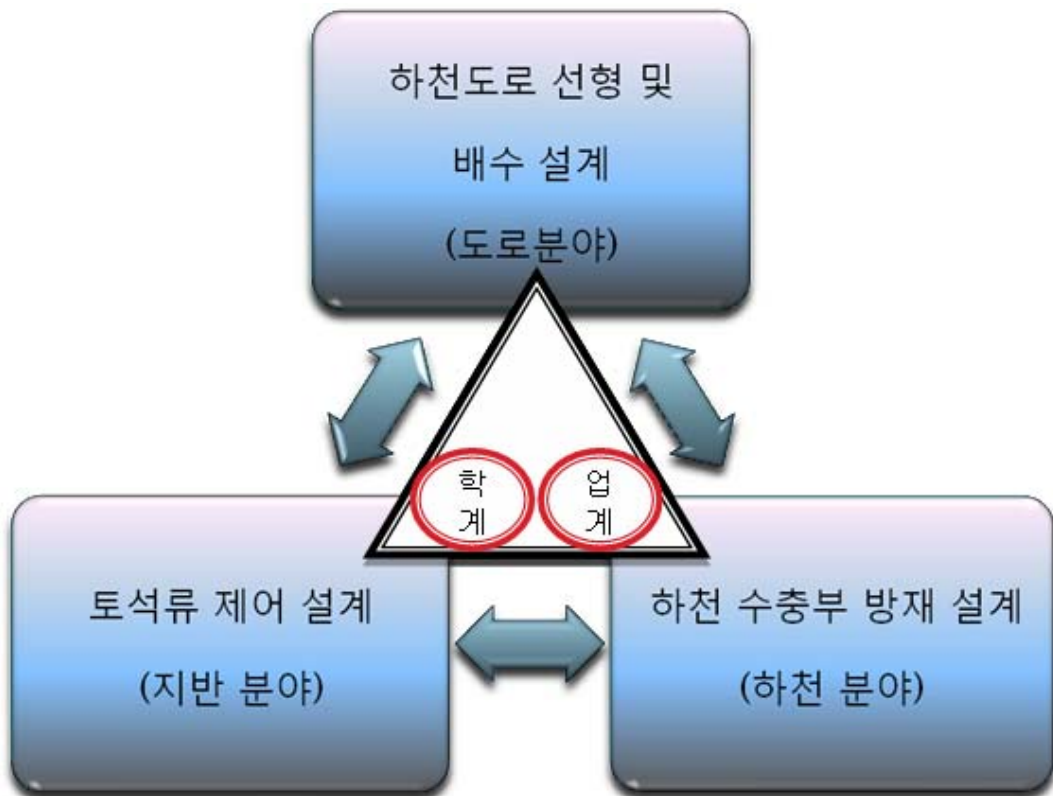 하천도로 선형 및
배수 설계
(도로분야)
학
계
업
계
토석류 제어 설계
(지반 분야)
하천 수충부 방재 설계
(하천 분야)